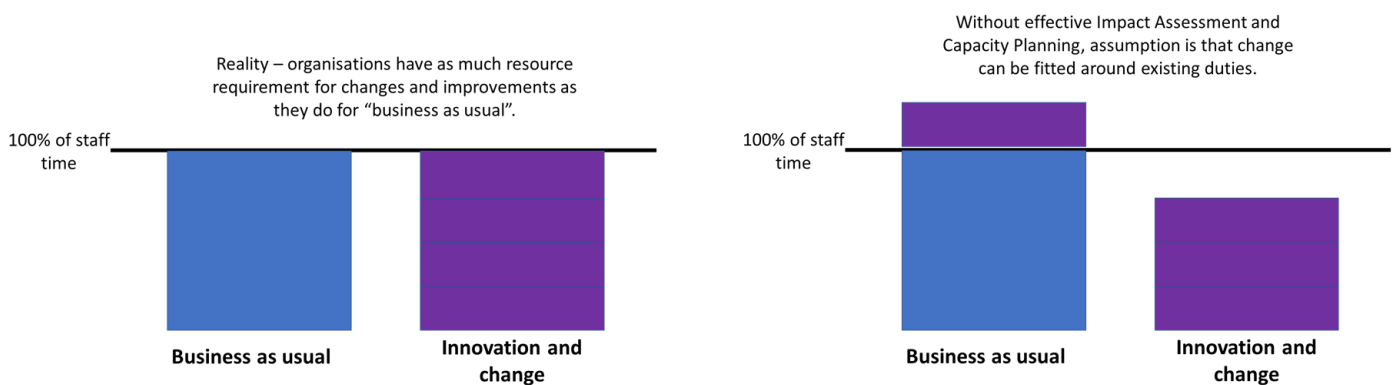 Reality – organisations have as much resource
requirement for changes and improvements as
they do for “business as usual”.
100% of staff
time
Business as usual
Innovation and
change
Without effective Impact Assessment and
Capacity Planning, assumption is that change
can be fitted around existing duties.
100% of staff
time
Business as usual
Innovation and
change